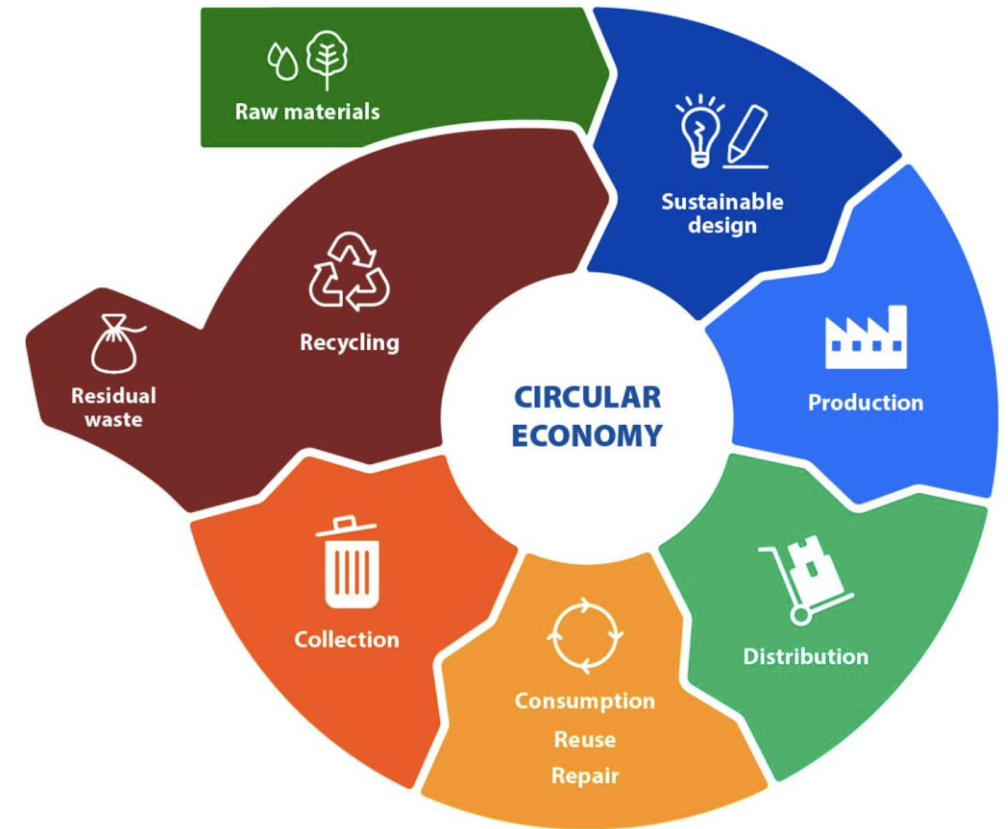 Raw materials
Sustainable
design
Production
Distribution
Consumption
Reuse
Repair
Collection
Recycling
Residual
waste
CIRCULAR
ECONOMY